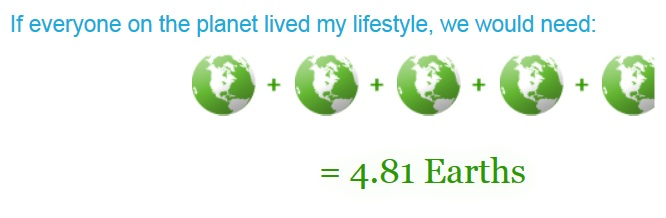 If everyone on the planet lived my lifestyle, we would need:
+ + + +
= 4.81 Earths